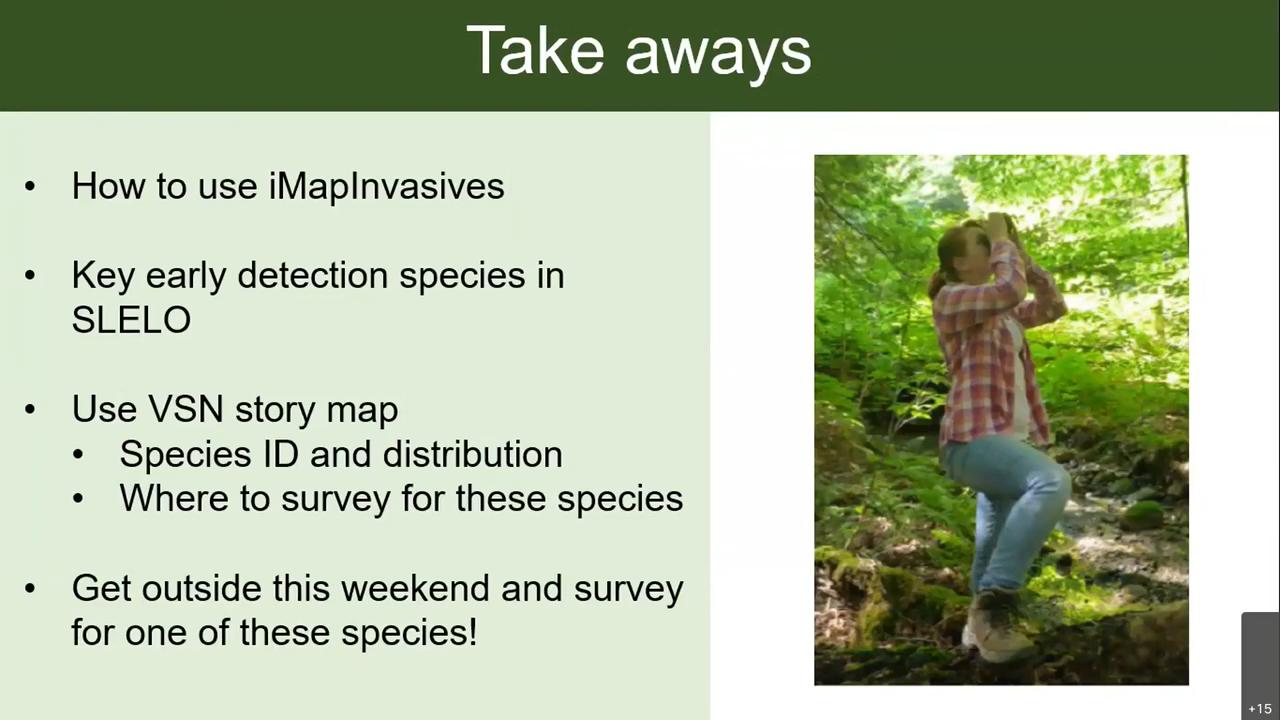 Take aways
• How to use iMapInvasives
• Key early detection species in
SLELO
• Use VSN story map
• Species ID and distribution
• Where to survey for these species
• Get outside this weekend and survey
for one of these species!
+15